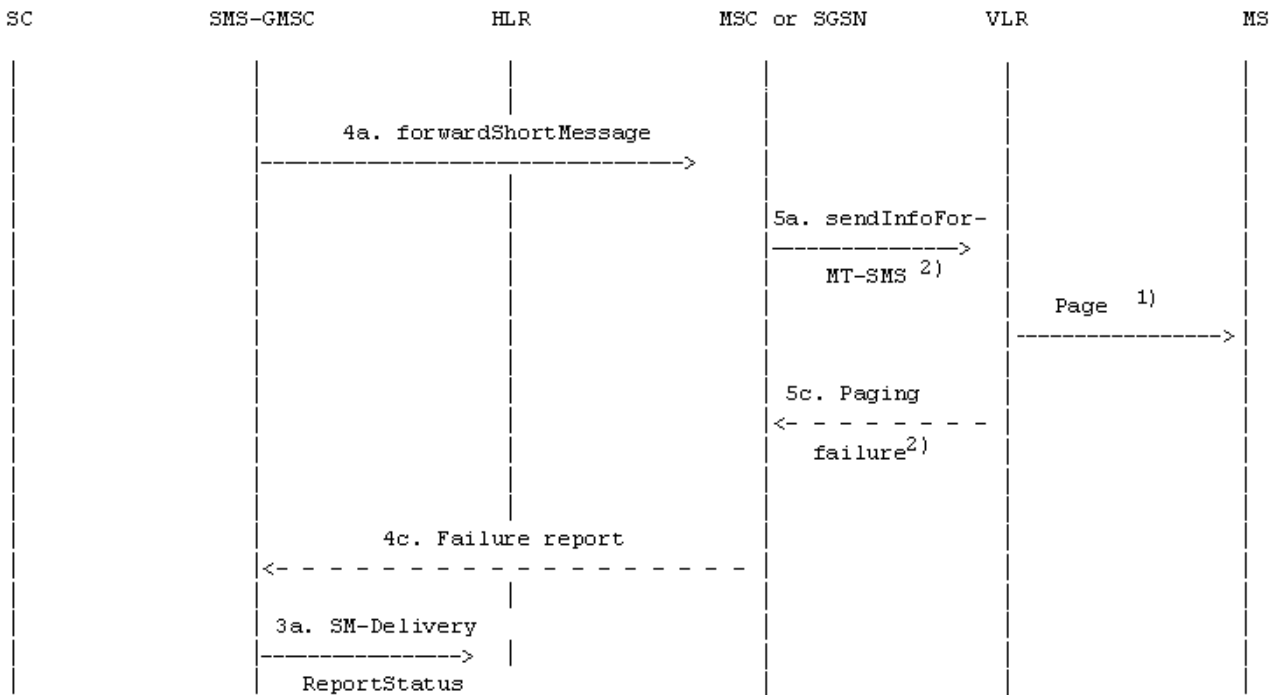 SC SMS-GMSC HLR MSC or SGSN VLR MS
4a. forwardShortMessage
5a. sendInfoFor-
MT-SMS 2)
Page 1)
5c. Paging
failure2)
4c. Failure report
3a. SM-Delivery
ReportStatus